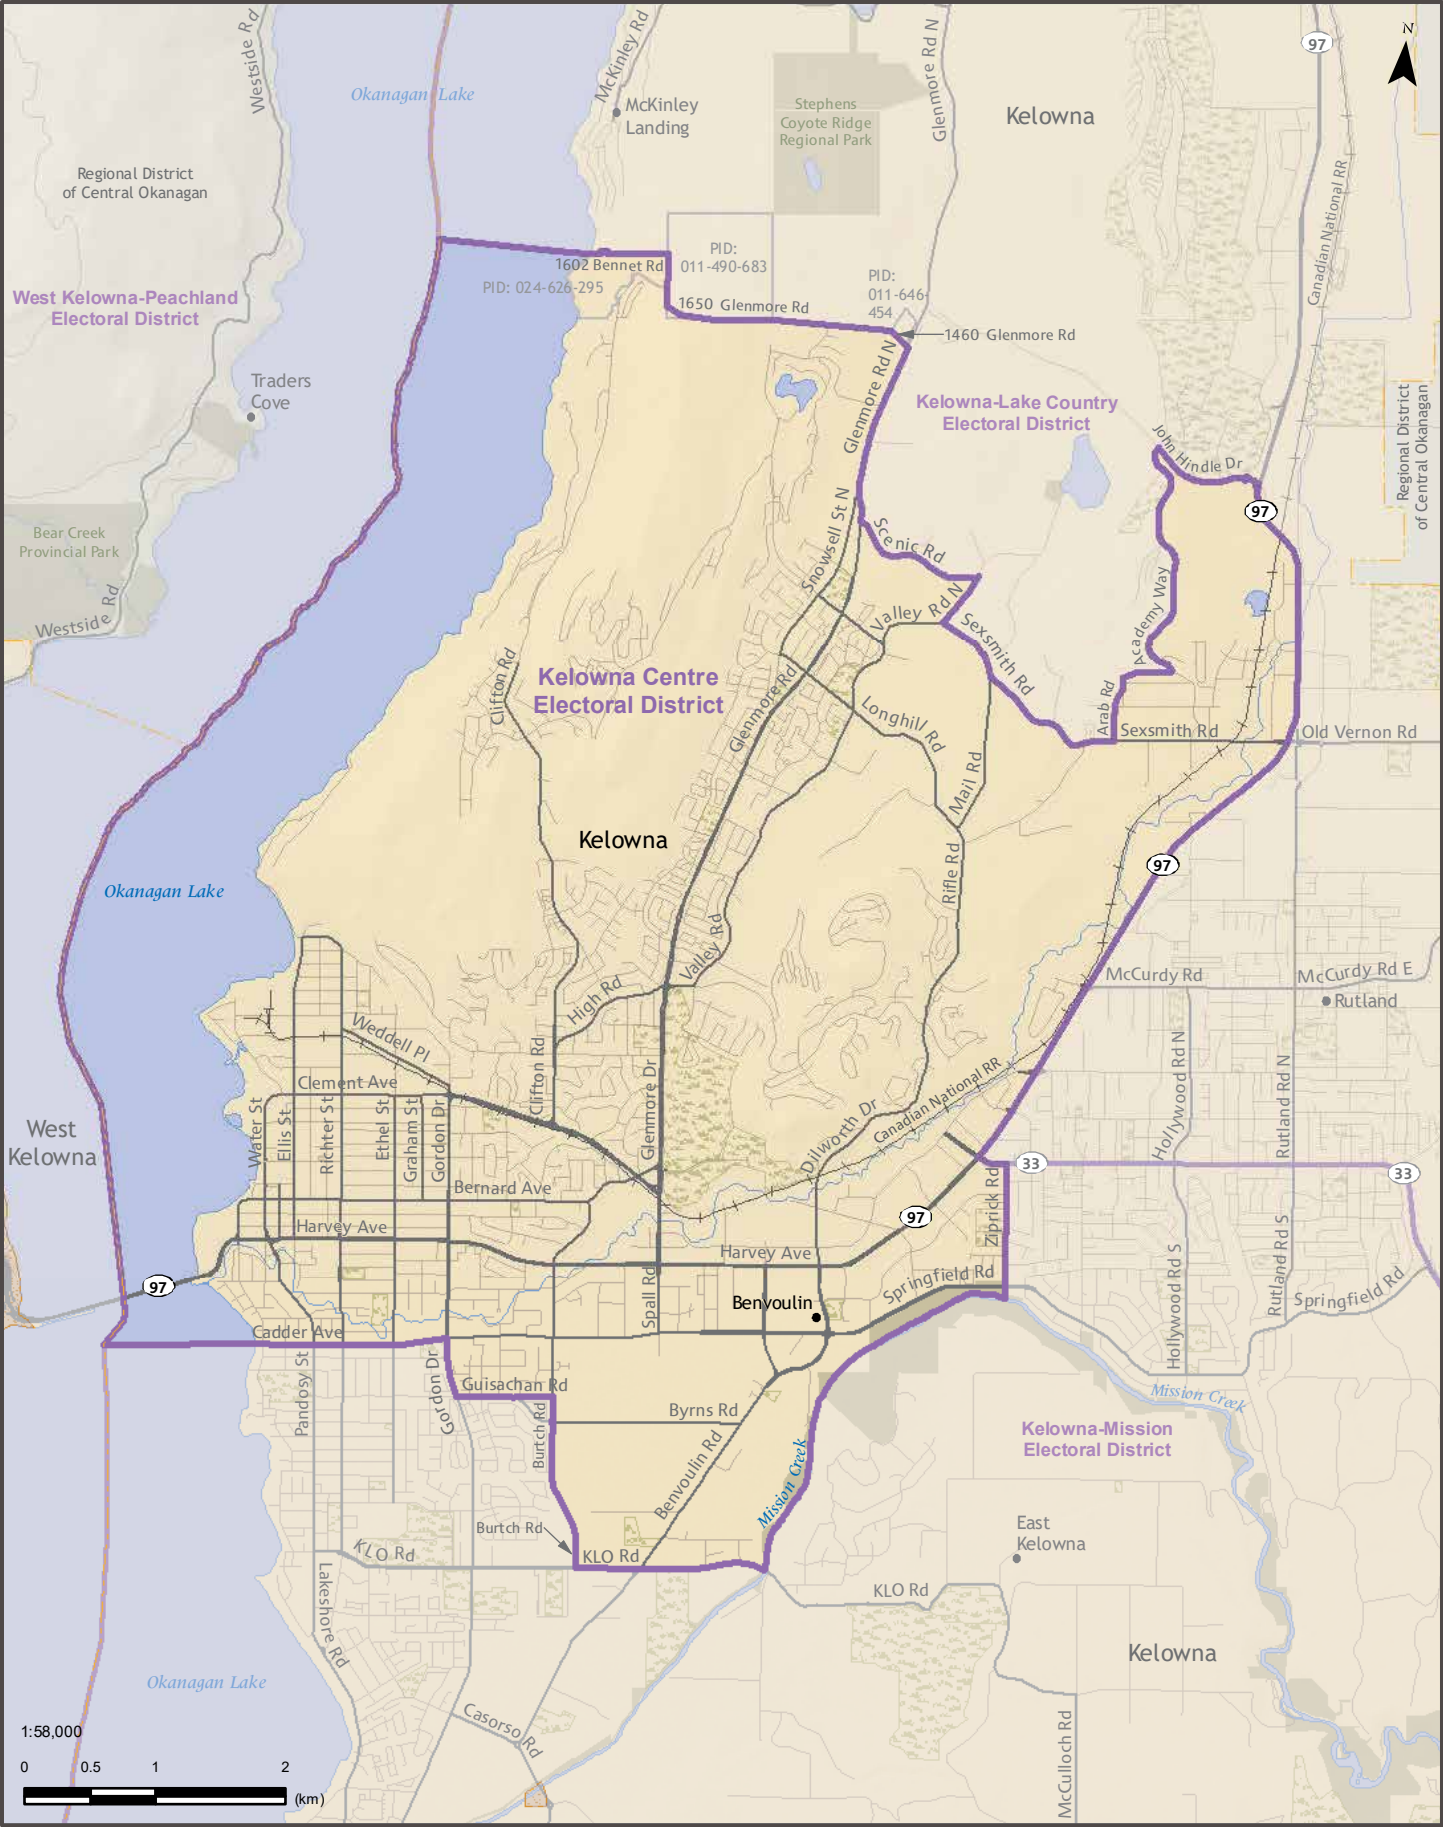 N
Westside Rd
Okanagan Lake
McKinley Rd
McKinley
Landing
Stephens
Coyote Ridge
Regional Park
Glenmore Rd N
Kelowna
97
Canadian National RR
Regional District
of Central Okanagan
West Kelowna-Peachland
Electoral District
PID:
011-490-683
1602 Bennet Rd
PID: 024-626-295
PID:
011-646-
454
1650 Glenmore Rd
1460 Glenmore Rd
Glenmore Rd N
Traders
Cove
Kelowna-Lake Country
Electoral District
Regional District
of Central Okanagan
John Hindle Dr
97
Bear Creek
Provincial Park
Westside Rd
Snowsell St N
Scenic Rd
Valley Rd N
Sexsmith Rd
Academy Way
Arab Rd
Sexsmith Rd
Old Vernon Rd
Clifton Rd
Kelowna Centre
Electoral District
Glenmore Rd
Longhill Rd
Mail Rd
Kelowna
Rifle Rd
97
Okanagan Lake
Valley Rd
High Rd
McCurdy Rd
McCurdy Rd E
Rutland
Weddell Pl
Clement Ave
Clifton Rd
Glenmore Dr
Canadian National RR
Dilworth Dr
Hollywood Rd N
Rutland Rd N
West
Kelowna
Water St
Ellis St
Richter St
Ethel St
Graham St
Gordon Dr
Bernard Ave
33
33
Ziprick Rd
97
Harvey Ave
Harvey Ave
97
Spall Rd
Benvoulin
Springfield Rd
Hollywood Rd S
Rutland Rd S
Springfield Rd
Cadder Ave
Pandosy St
Gordon Dr
Guisachan Rd
Burtch Rd
Byrns Rd
Benvoulin Rd
Mission Creek
Mission Creek
Kelowna-Mission
Electoral District
Burtch Rd
KLO Rd
KLO Rd
East
Kelowna
KLO Rd
Lakeshore Rd
Kelowna
Okanagan Lake
Casorso Rd
McCulloch Rd
1:58,000
0 0.5 1 2
(km)